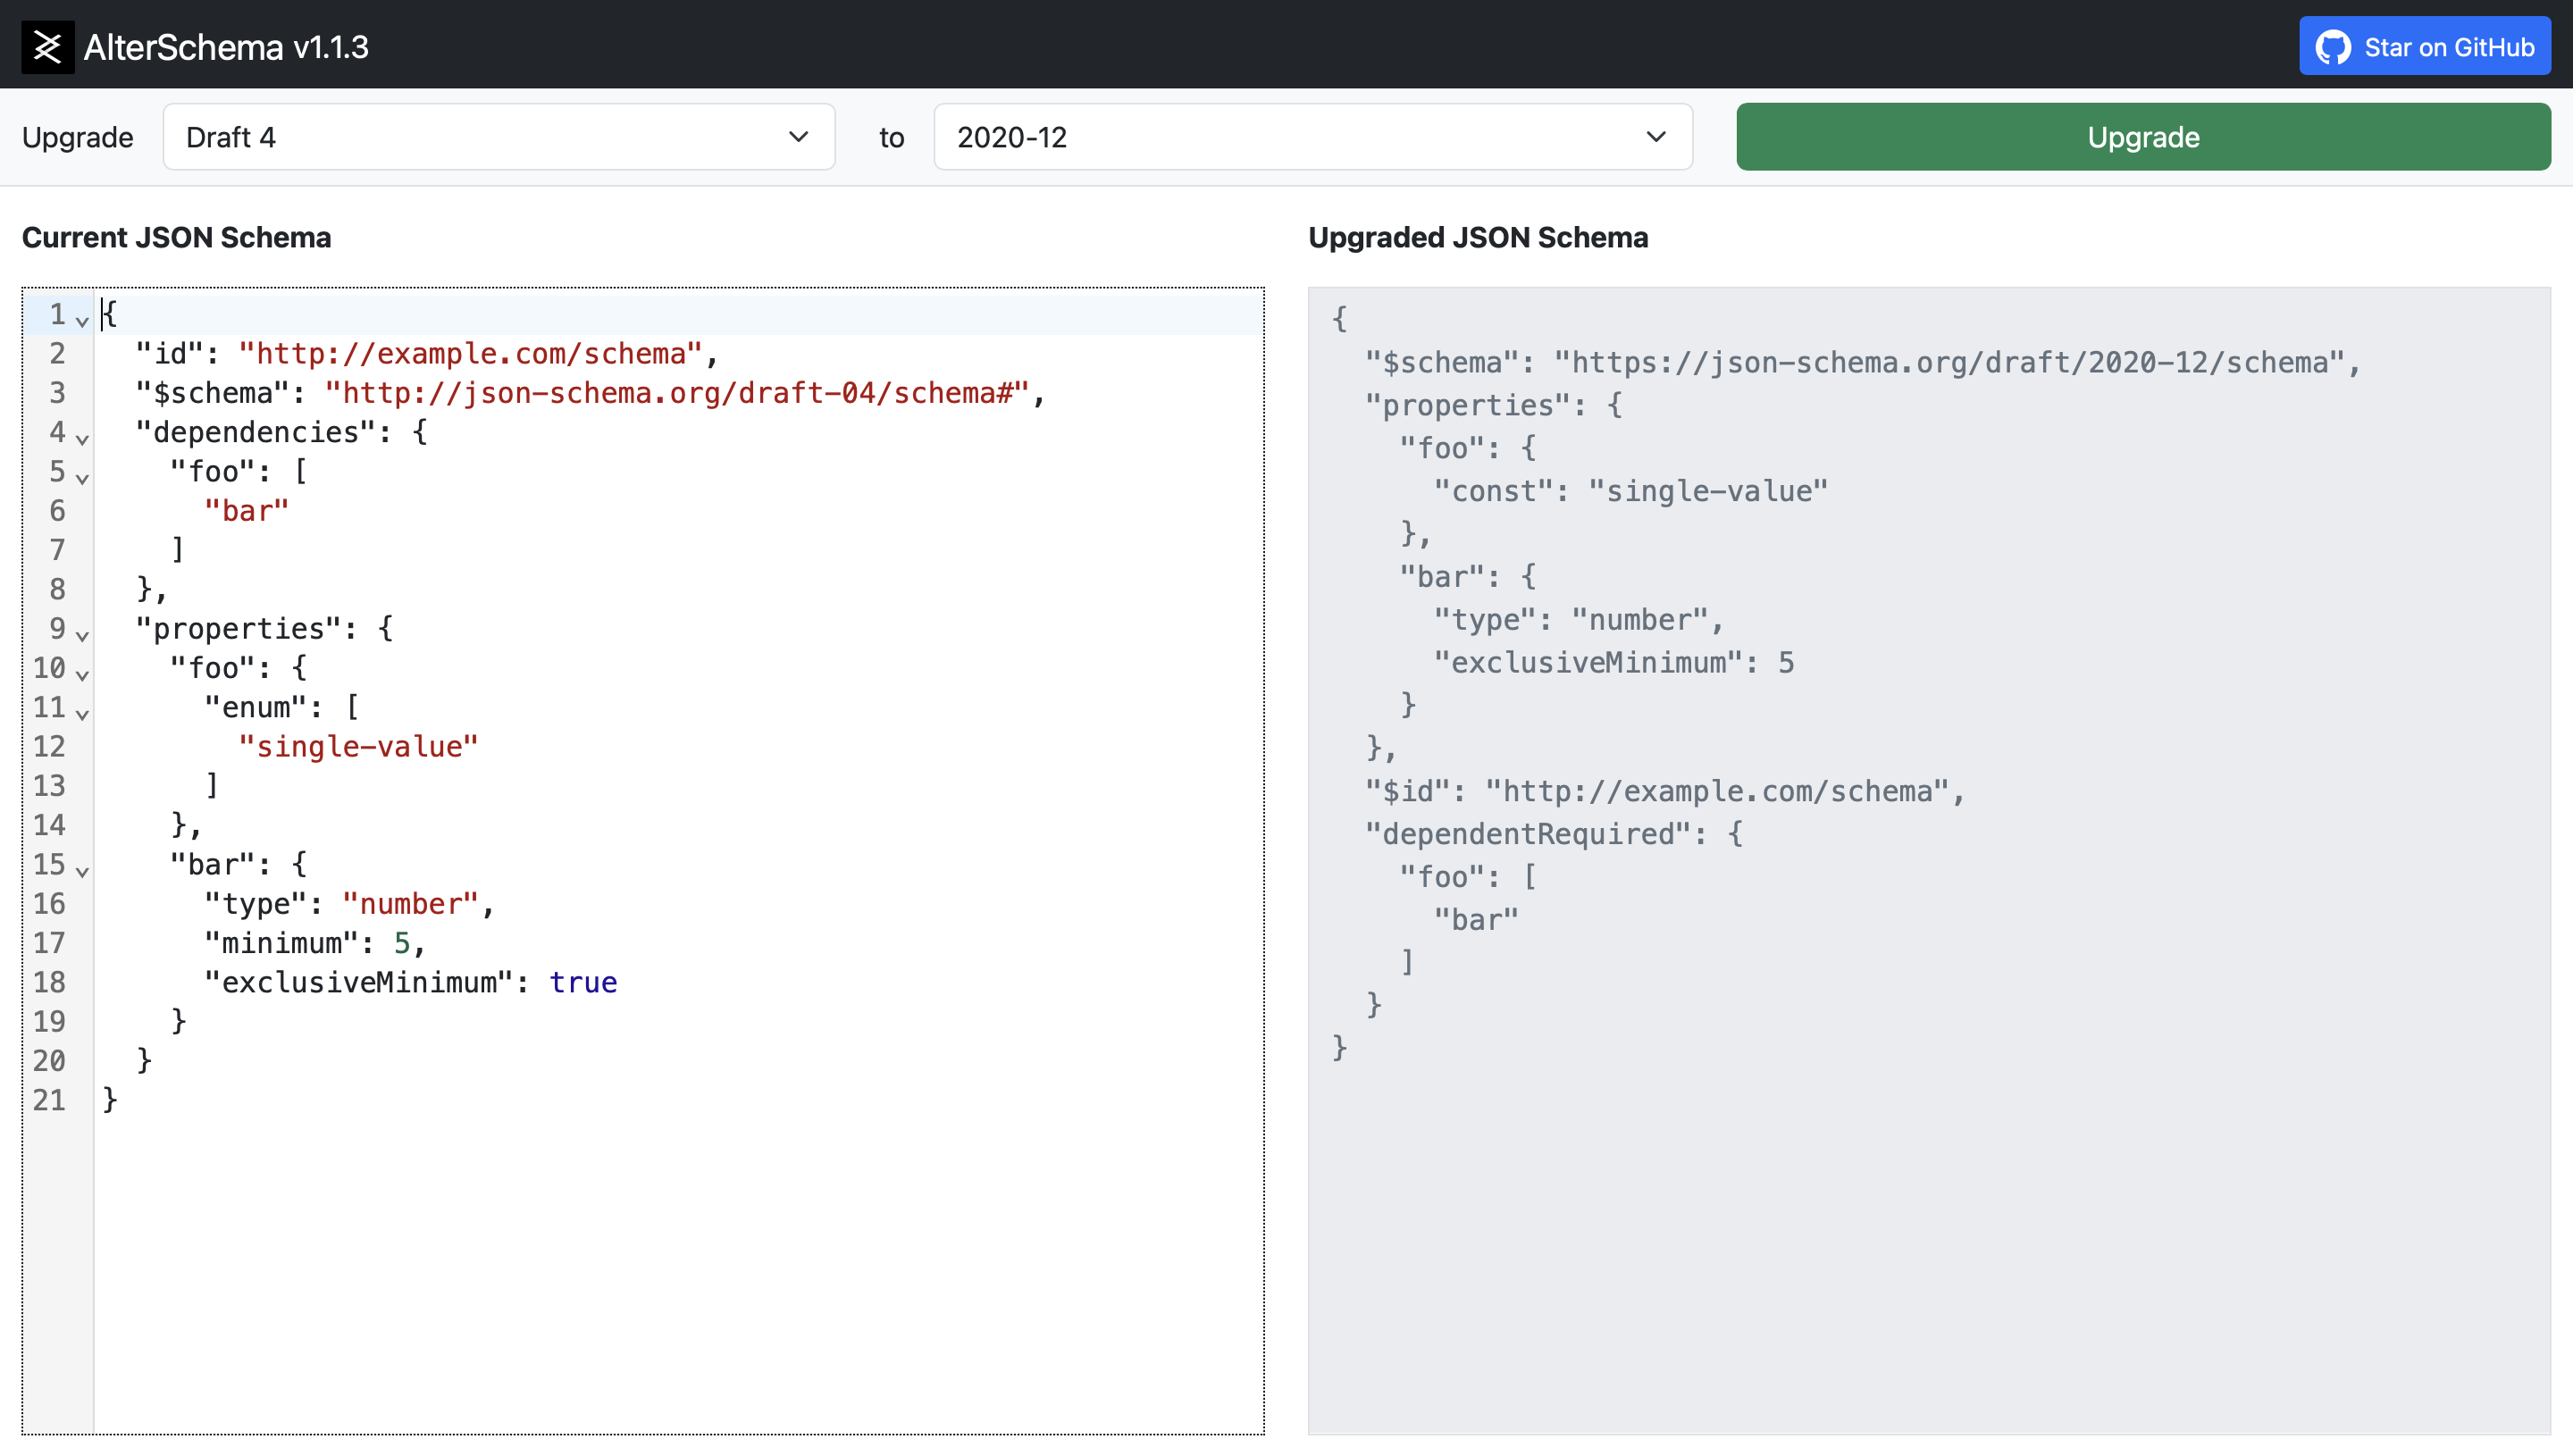 AlterSchema v1.1.3
Star on GitHub
Upgrade
Draft 4
to
2020-12
Upgrade
Current JSON Schema
1 {
2   "id": "http://example.com/schema",
3   "$schema": "http://json-schema.org/draft-04/schema#",
4   "dependencies": {
5     "foo": [
6       "bar"
7     ]
8   },
9   "properties": {
10     "foo": {
11       "enum": [
12         "single-value"
13       ]
14     },
15     "bar": {
16       "type": "number",
17       "minimum": 5,
18       "exclusiveMinimum": true
19     }
20   }
21 }
Upgraded JSON Schema
{
  "$schema": "https://json-schema.org/draft/2020-12/schema",
  "properties": {
    "foo": {
      "const": "single-value"
    },
    "bar": {
      "type": "number",
      "exclusiveMinimum": 5
    }
  },
  "$id": "http://example.com/schema",
  "dependentRequired": {
    "foo": [
      "bar"
    ]
  }
}